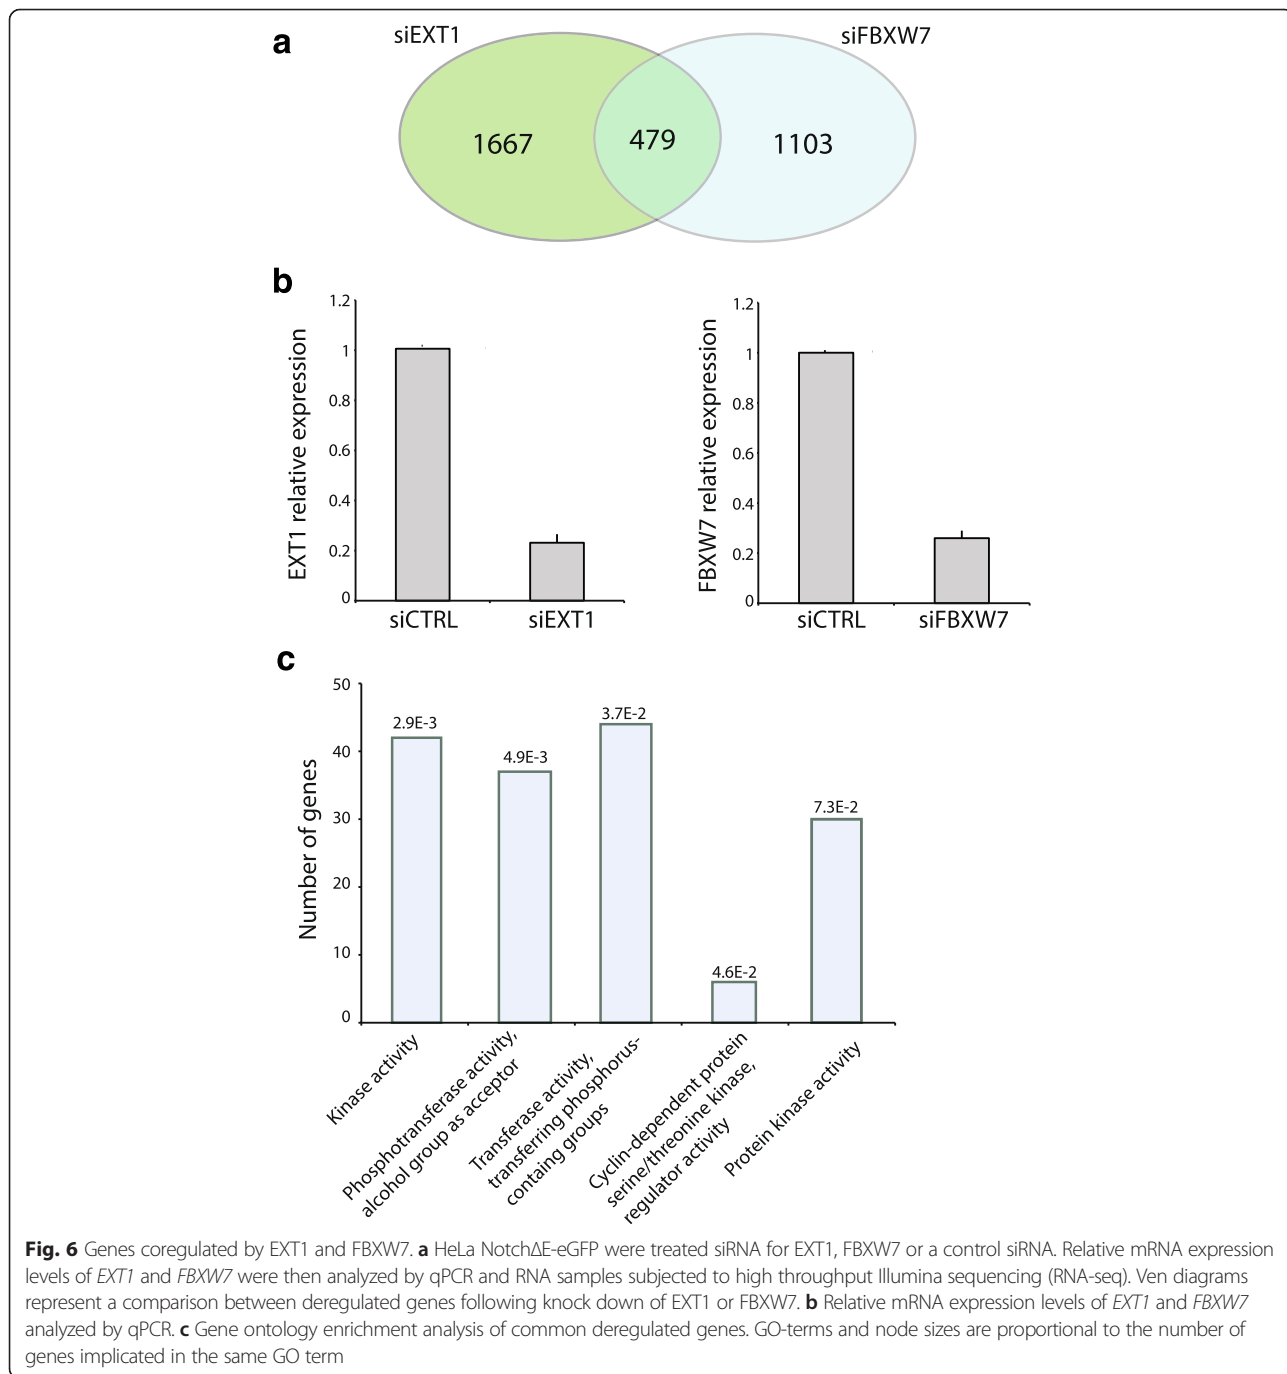 a
siEXT1
siFBXW7
1667
479
1103
b
EXT1 relative expression
1.2
1
0.8
0.6
0.4
0.2
0
siCTRL
siEXT1
FBXW7 relative expression
1.2
1
0.8
0.6
0.4
0.2
0
siCTRL
siFBXW7
c
Number of genes
50
40
30
20
10
0
2.9E-3
4.9E-3
3.7E-2
4.6E-2
7.3E-2
Kinase activity
Phosphotransferase activity,
alcohol group as acceptor
Transferase activity,
transferring phosphorus-
containg groups
Cyclin-dependent protein
serine/threonine kinase,
regulator activity
Protein kinase activity
Fig. 6 Genes coregulated by EXT1 and FBXW7. a HeLa NotchΔE-eGFP were treated siRNA for EXT1, FBXW7 or a control siRNA. Relative mRNA expression
levels of EXT1 and FBXW7 were then analyzed by qPCR and RNA samples subjected to high throughput Illumina sequencing (RNA-seq). Ven diagrams
represent a comparison between deregulated genes following knock down of EXT1 or FBXW7. b Relative mRNA expression levels of EXT1 and FBXW7
analyzed by qPCR. c Gene ontology enrichment analysis of common deregulated genes. GO-terms and node sizes are proportional to the number of
genes implicated in the same GO term